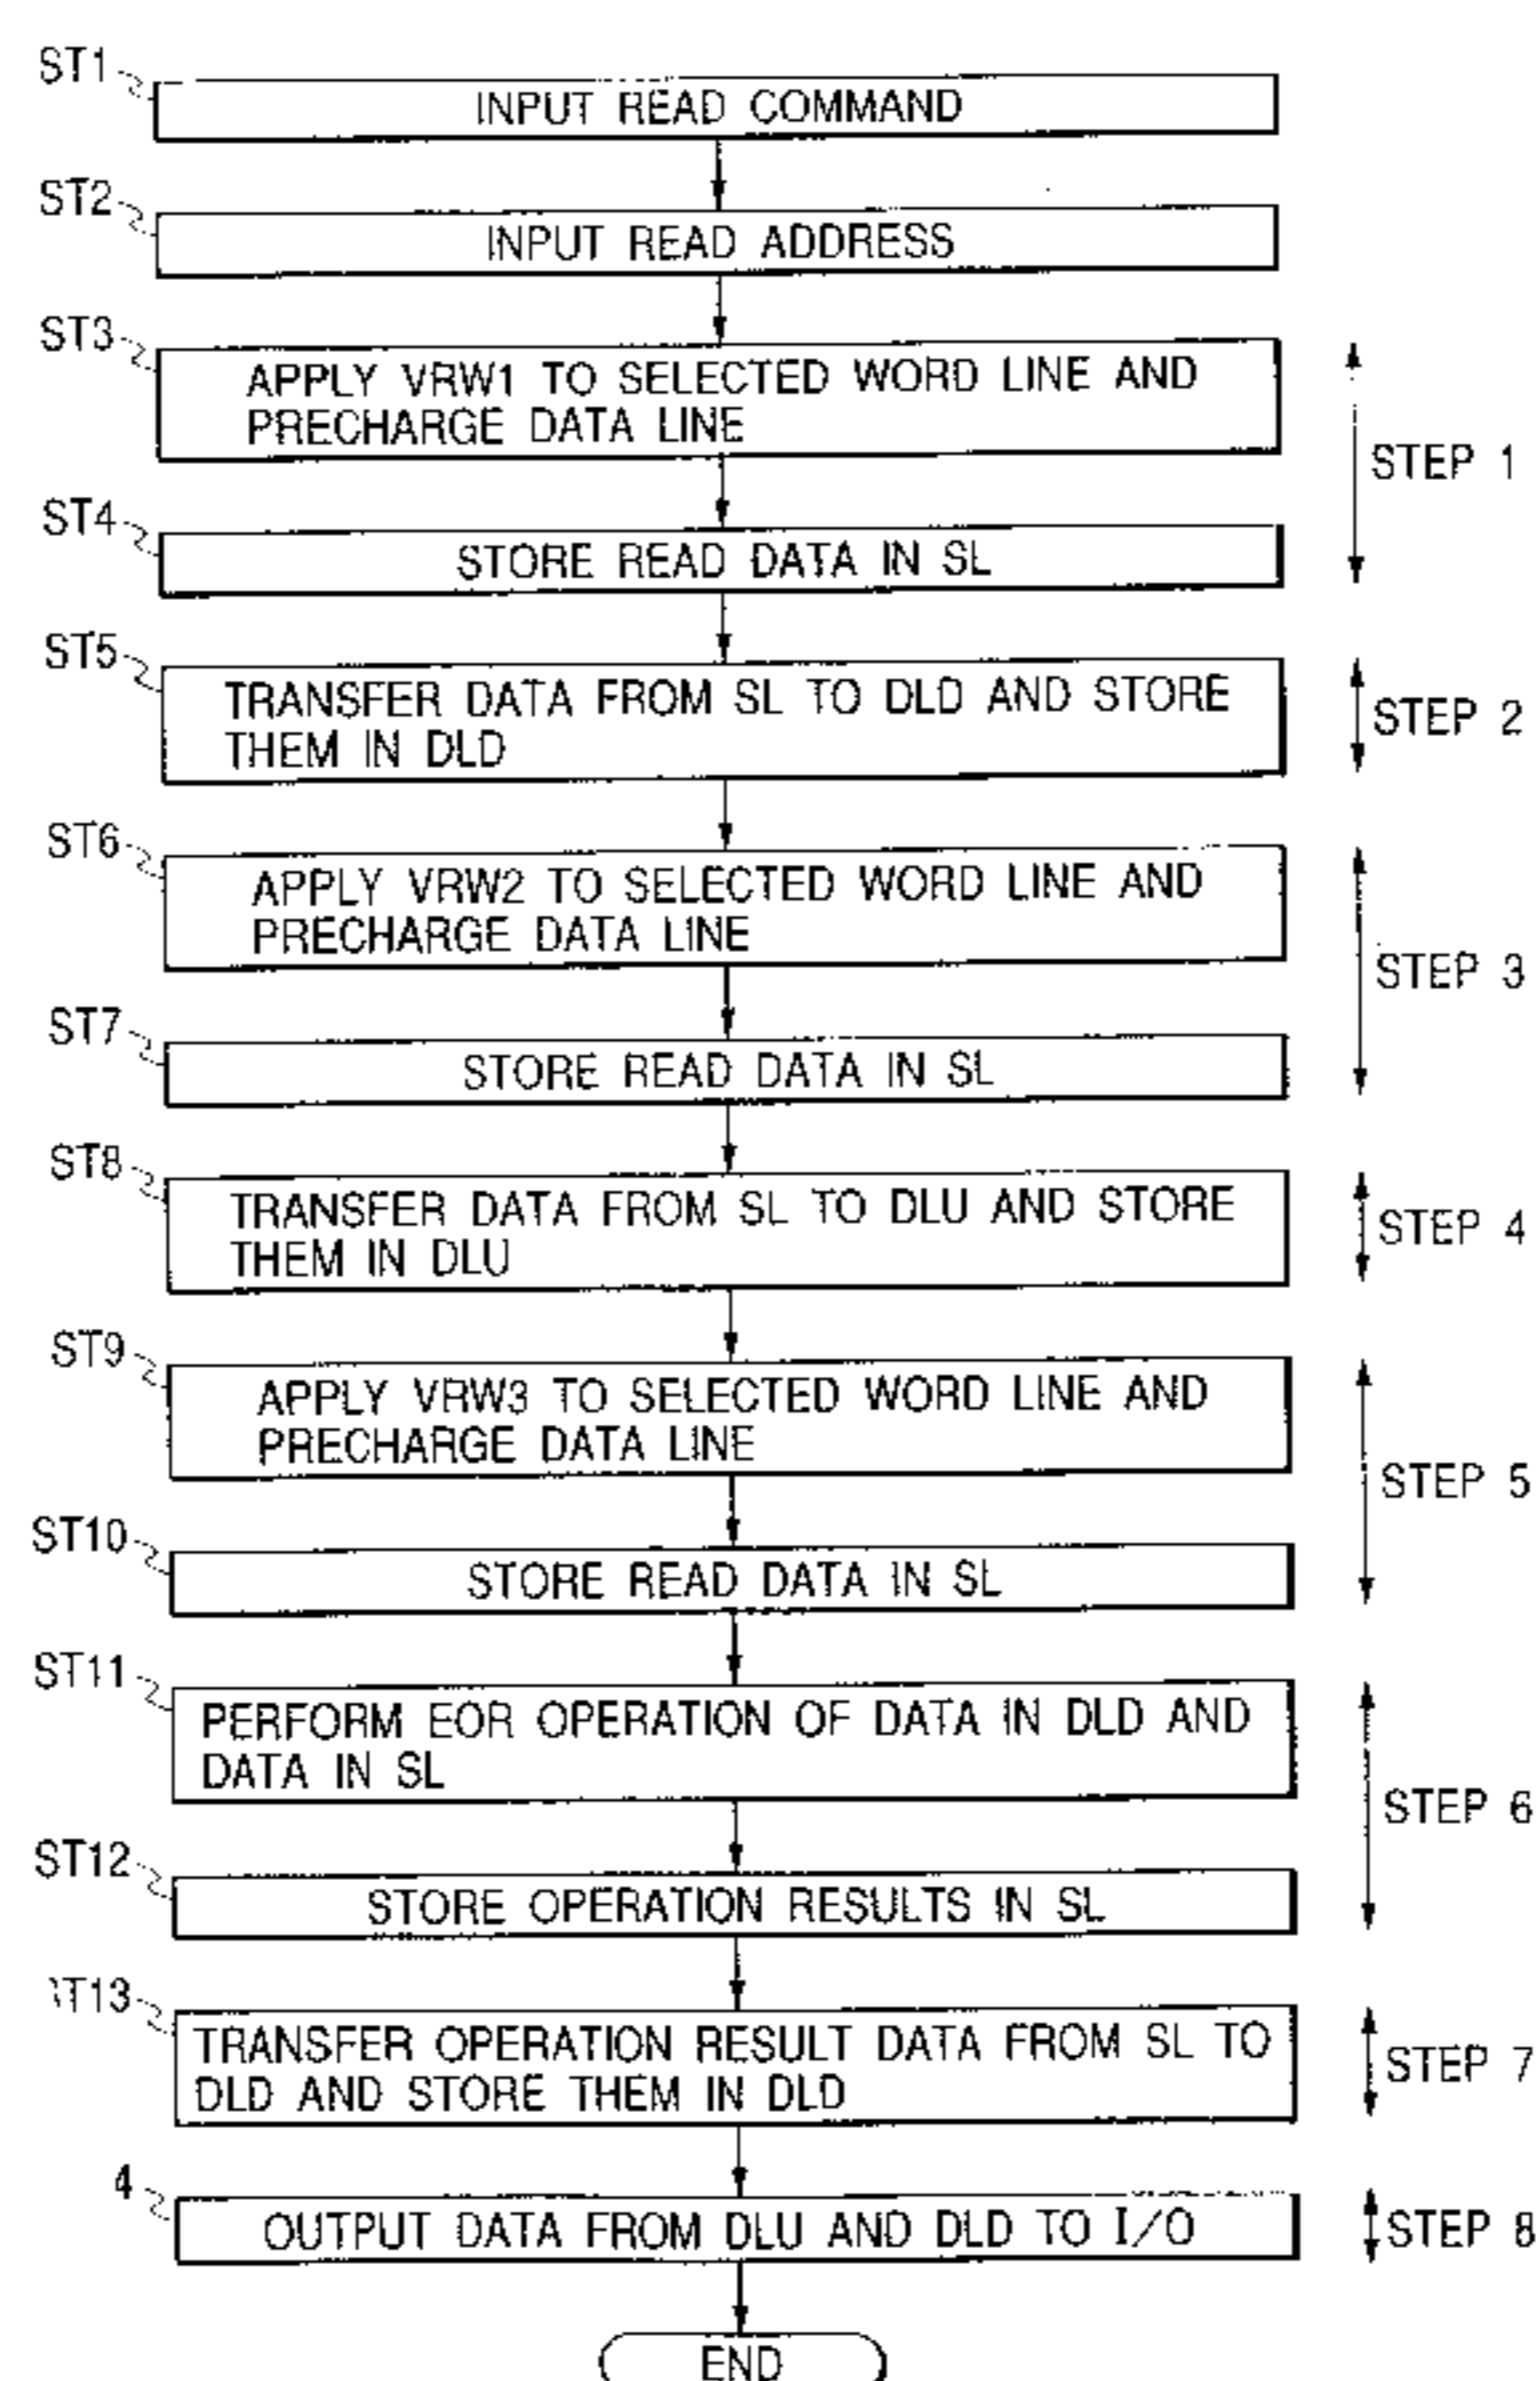 ST1
INPUT READ COMMAND
ST2
INPUT READ ADDRESS
ST3
APPLY VRW1 TO SELECTED WORD LINE AND
PRECHARGE DATA LINE
STEP 1
ST4
STORE READ DATA IN SL
ST5
TRANSFER DATA FROM SL TO DLD AND STORE
THEM IN DLD
STEP 2
ST6
APPLY VRW2 TO SELECTED WORD LINE AND
PRECHARGE DATA LINE
STEP 3
ST7
STORE READ DATA IN SL
ST8
TRANSFER DATA FROM SL TO DLU AND STORE
THEM IN DLU
STEP 4
ST9
APPLY VRW3 TO SELECTED WORD LINE AND
PRECHARGE DATA LINE
STEP 5
ST10
STORE READ DATA IN SL
ST11
PERFORM EOR OPERATION OF DATA IN DLD AND
DATA IN SL
STEP 6
ST12
STORE OPERATION RESULTS IN SL
T13
TRANSFER OPERATION RESULT DATA FROM SL TO
DLD AND STORE THEM IN DLD
STEP 7
4
OUTPUT DATA FROM DLU AND DLD TO I/O
STEP 8
END